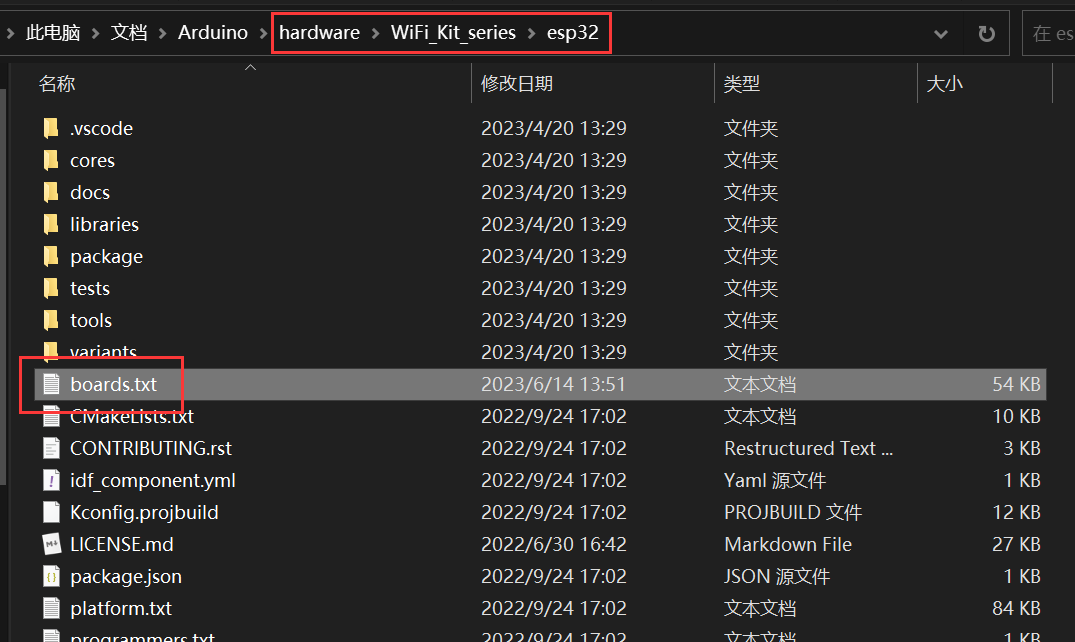 此电脑 > 文档 > Arduino > hardware > WiFi_Kit_series > esp32 在 es
名称 修改日期 类型 大小
.vscode 2023/4/20 13:29 文件夹
cores 2023/4/20 13:29 文件夹
docs 2023/4/20 13:29 文件夹
libraries 2023/4/20 13:29 文件夹
package 2023/4/20 13:29 文件夹
tests 2023/4/20 13:29 文件夹
tools 2023/4/20 13:29 文件夹
variants 2023/4/20 13:29 文件夹
boards.txt 2023/6/14 13:51 文本文档 54 KB
CMakeLists.txt 2022/9/24 17:02 文本文档 10 KB
CONTRIBUTING.rst 2022/9/24 17:02 Restructured Text ... 3 KB
idf_component.yml 2022/9/24 17:02 Yaml 源文件 1 KB
Kconfig.projbuild 2022/9/24 17:02 PROJBUILD 文件 12 KB
LICENSE.md 2022/6/30 16:42 Markdown File 27 KB
package.json 2022/9/24 17:02 JSON 源文件 1 KB
platform.txt 2022/9/24 17:02 文本文档 84 KB
programmers.txt 2022/9/24 17:02 文本文档 1 KB